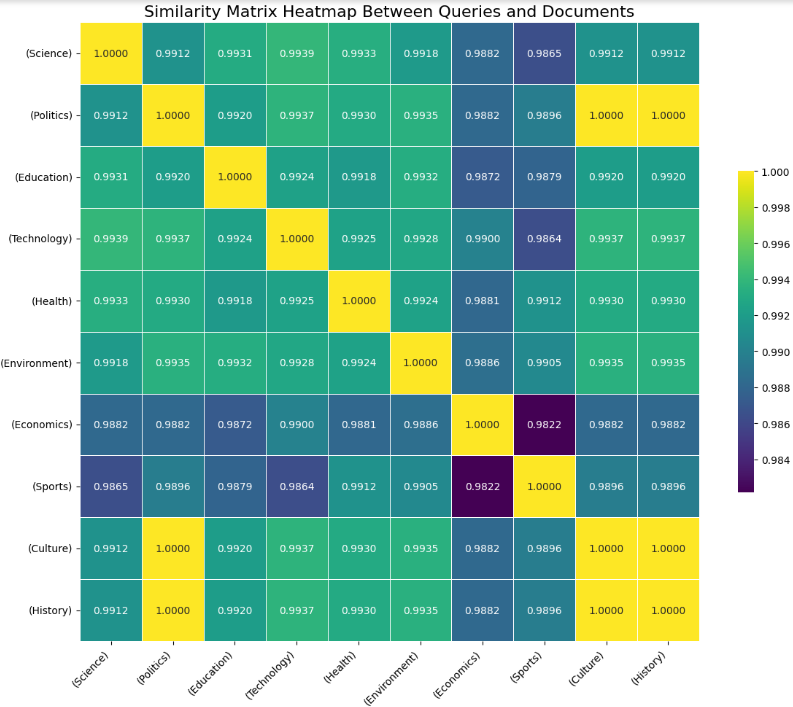 Similarity Matrix Heatmap Between Queries and Documents
(Science) 1.0000 0.9912 0.9931 0.9939 0.9933 0.9918 0.9882 0.9865 0.9912 0.9912
(Politics) 0.9912 1.0000 0.9920 0.9937 0.9930 0.9935 0.9882 0.9896 1.0000 1.0000
(Education) 0.9931 0.9920 1.0000 0.9924 0.9918 0.9932 0.9872 0.9879 0.9920 0.9920
(Technology) 0.9939 0.9937 0.9924 1.0000 0.9925 0.9928 0.9900 0.9864 0.9937 0.9937
(Health) 0.9933 0.9930 0.9918 0.9925 1.0000 0.9924 0.9881 0.9912 0.9930 0.9930
(Environment) 0.9918 0.9935 0.9932 0.9928 0.9924 1.0000 0.9886 0.9905 0.9935 0.9935
(Economics) 0.9882 0.9882 0.9872 0.9900 0.9881 0.9886 1.0000 0.9822 0.9882 0.9882
(Sports) 0.9865 0.9896 0.9879 0.9864 0.9912 0.9905 0.9822 1.0000 0.9896 0.9896
(Culture) 0.9912 1.0000 0.9920 0.9937 0.9930 0.9935 0.9882 0.9896 1.0000 1.0000
(History) 0.9912 1.0000 0.9920 0.9937 0.9930 0.9935 0.9882 0.9896 1.0000 1.0000
(Science) (Politics) (Education) (Technology) (Health) (Environment) (Economics) (Sports) (Culture) (History)
1.000
0.998
0.996
0.994
0.992
0.990
0.988
0.986
0.984